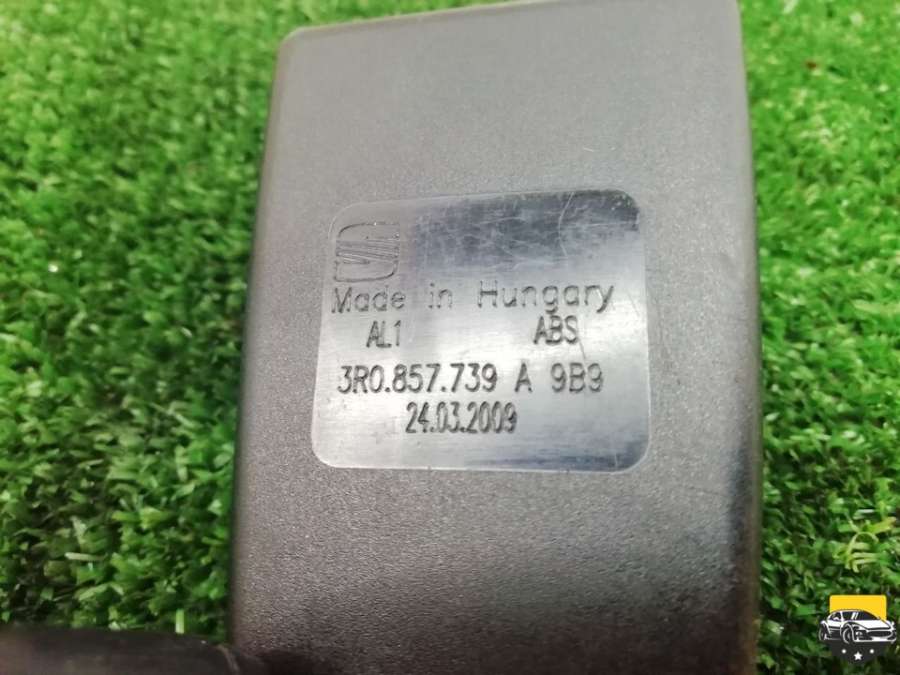 Made in Hungary
AL1 ABS
3R0.857.739 A 9B9
24.03.2009